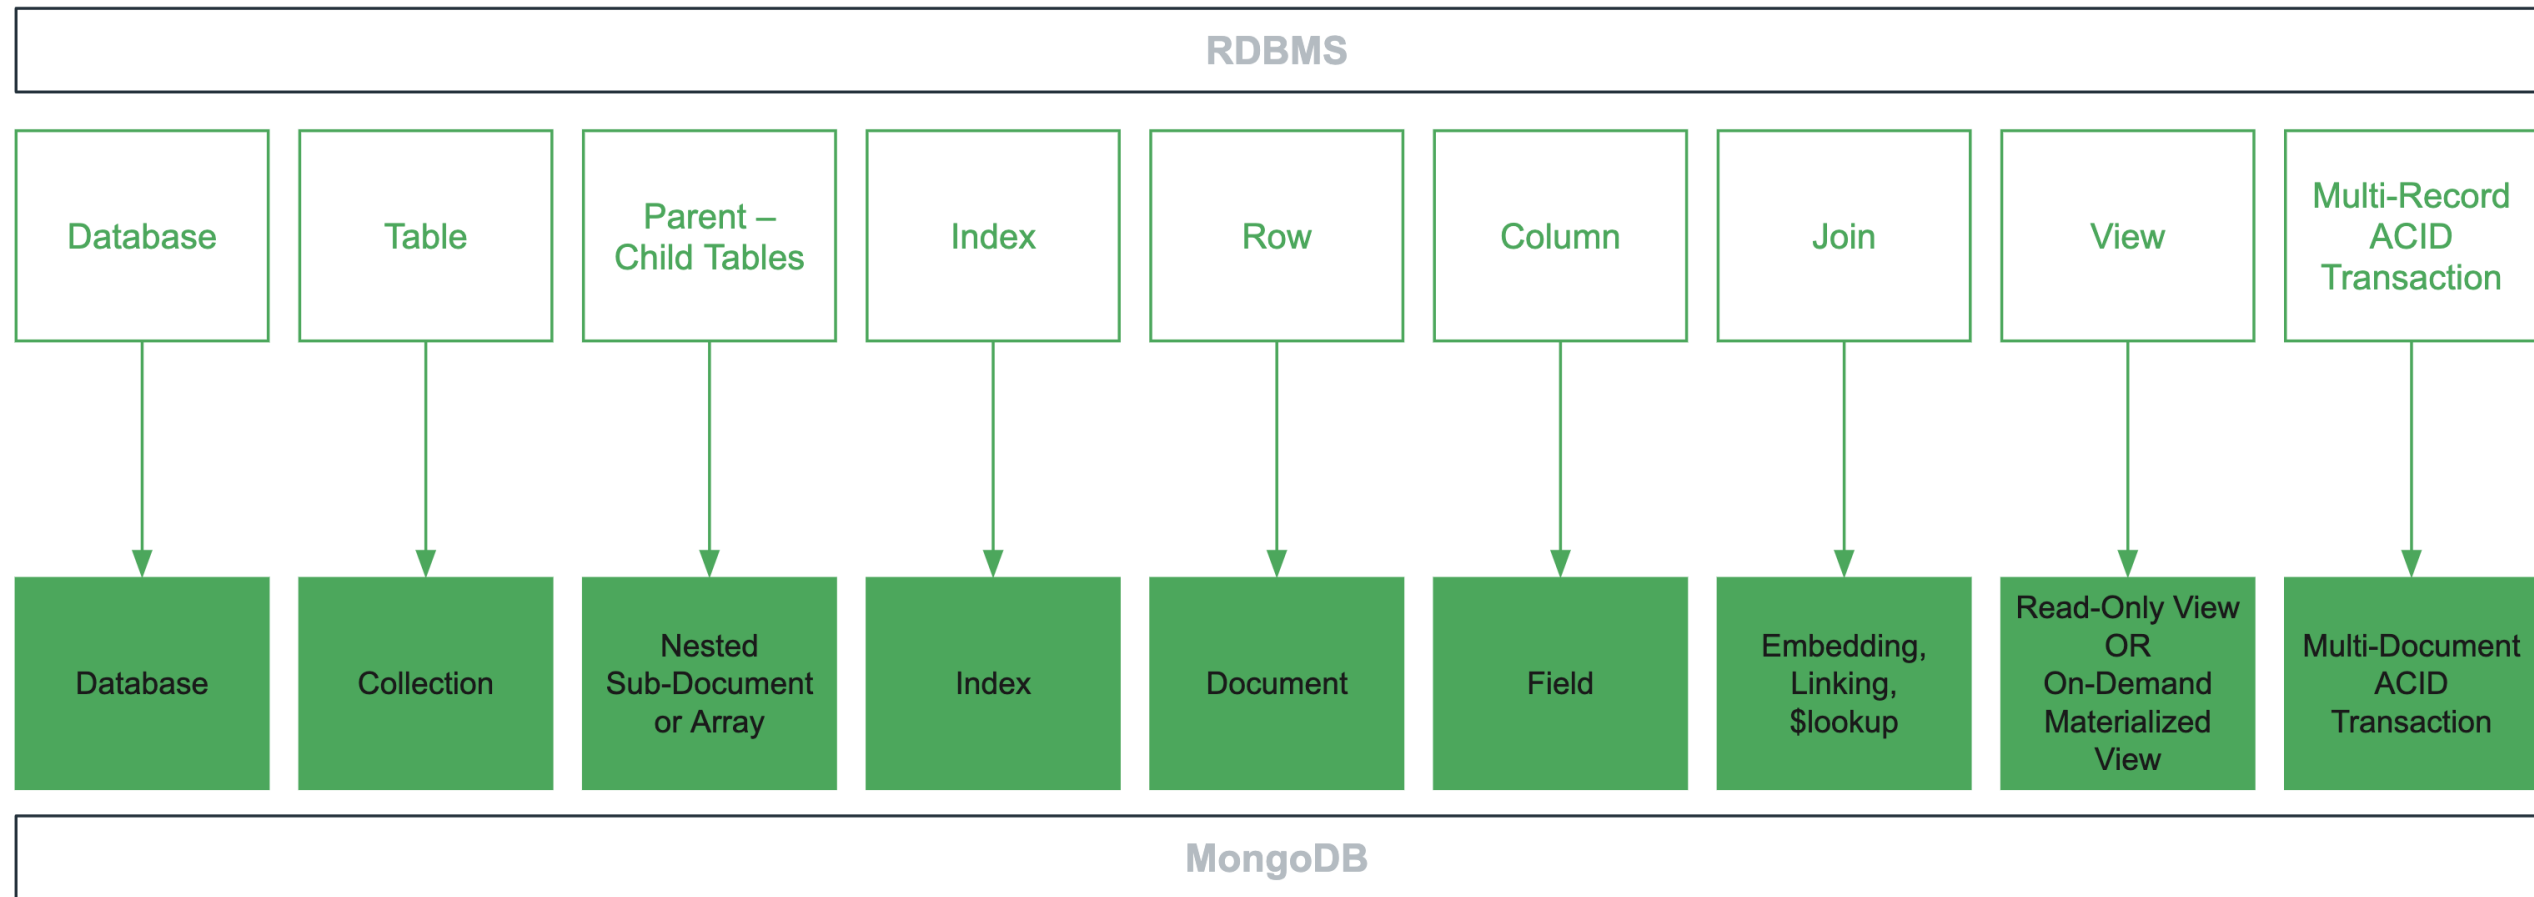 RDBMS
Database
Table
Parent –
Child Tables
Index
Row
Column
Join
View
Multi-Record
ACID
Transaction
Database
Collection
Nested
Sub-Document
or Array
Index
Document
Field
Embedding,
Linking,
$lookup
Read-Only View
OR
On-Demand
Materialized
View
Multi-Document
ACID
Transaction
MongoDB